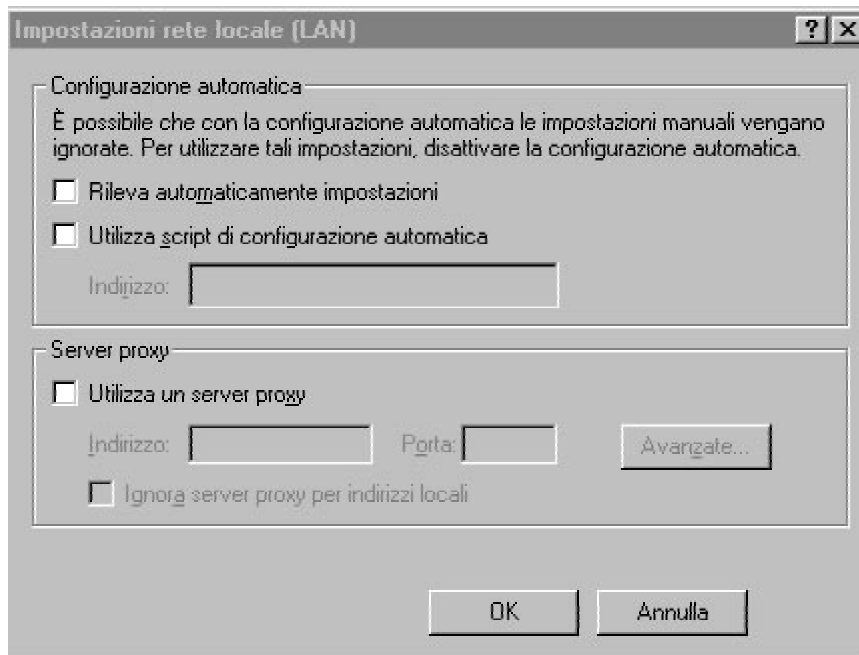 Impostazioni rete locale (LAN)
Configurazione automatica
È possibile che con la configurazione automatica le impostazioni manuali vengano
ignorate. Per utilizzare tali impostazioni, disattivare la configurazione automatica.
Rileva automaticamente impostazioni
Utilizza script di configurazione automatica
Indirizzo:
Server proxy
Utilizza un server proxy
Indirizzo: Porta: Avanzate...
Ignora server proxy per indirizzi locali
OK Annulla